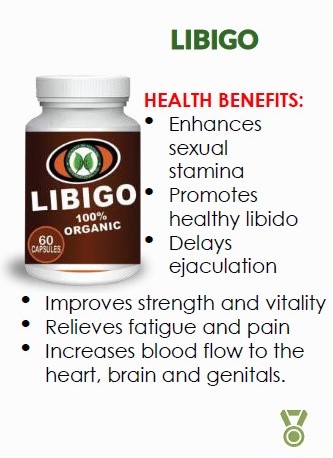 LIBIGO
HEALTH BENEFITS:
• Enhances
sexual
stamina
• Promotes
healthy libido
• Delays
ejaculation
• Improves strength and vitality
• Relieves fatigue and pain
• Increases blood flow to the
heart, brain and genitals.
LIBIGO
100%
ORGANIC
60
CAPSULES